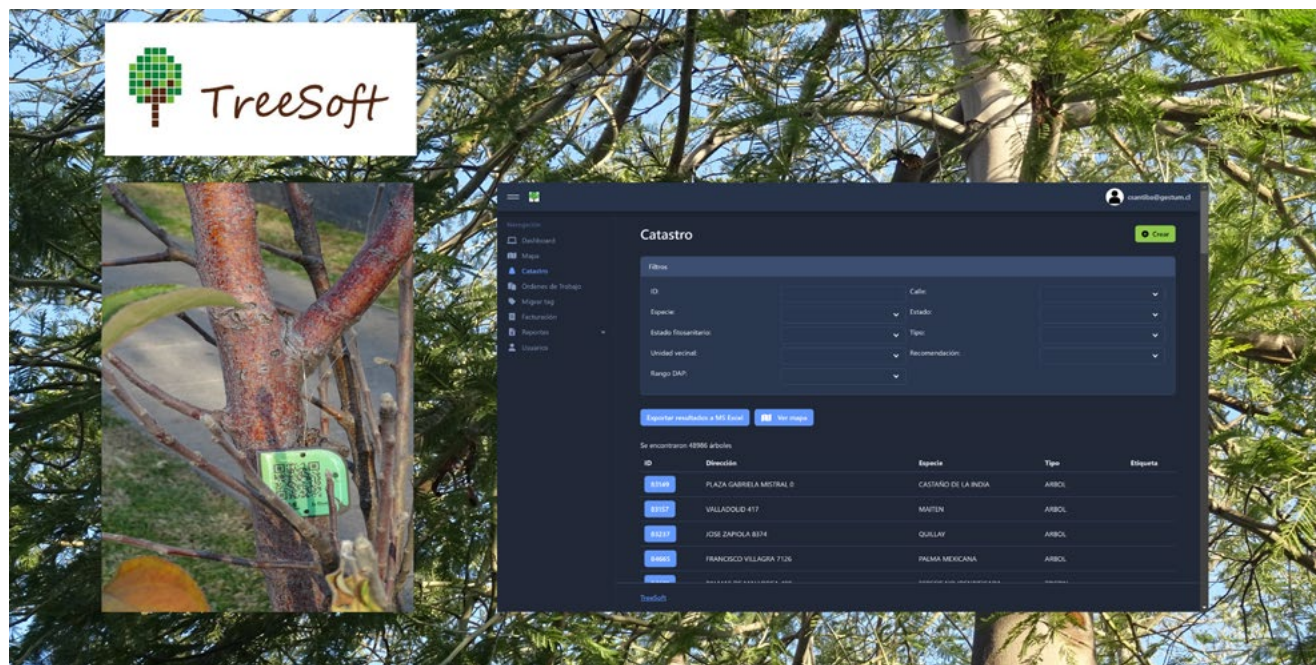 TreeSoft
Navegación
Dashboard
Mapa
Catastro
Órdenes de Trabajo
Migrar tag
Facturación
Reportes
Usuarios
Catastro
Crear
Filtros
ID: Calle:
Especie: Estado:
Estado fitosanitario: Tipo:
Unidad vecinal: Recomendación:
Rango DAP:
Exportar resultados a MS Excel Ver mapa
Se encontraron 48986 árboles
ID Dirección Especie Tipo Etiqueta
83149 PLAZA GABRIELA MISTRAL 0 CASTAÑO DE LA INDIA ARBOL
83157 VALLADOLID 417 MAITEN ARBOL
83237 JOSE ZAPIOLA 8374 QUILLAY ARBOL
84665 FRANCISCO VILLAGRA 7126 PALMA MEXICANA ARBOL
TreeSoft